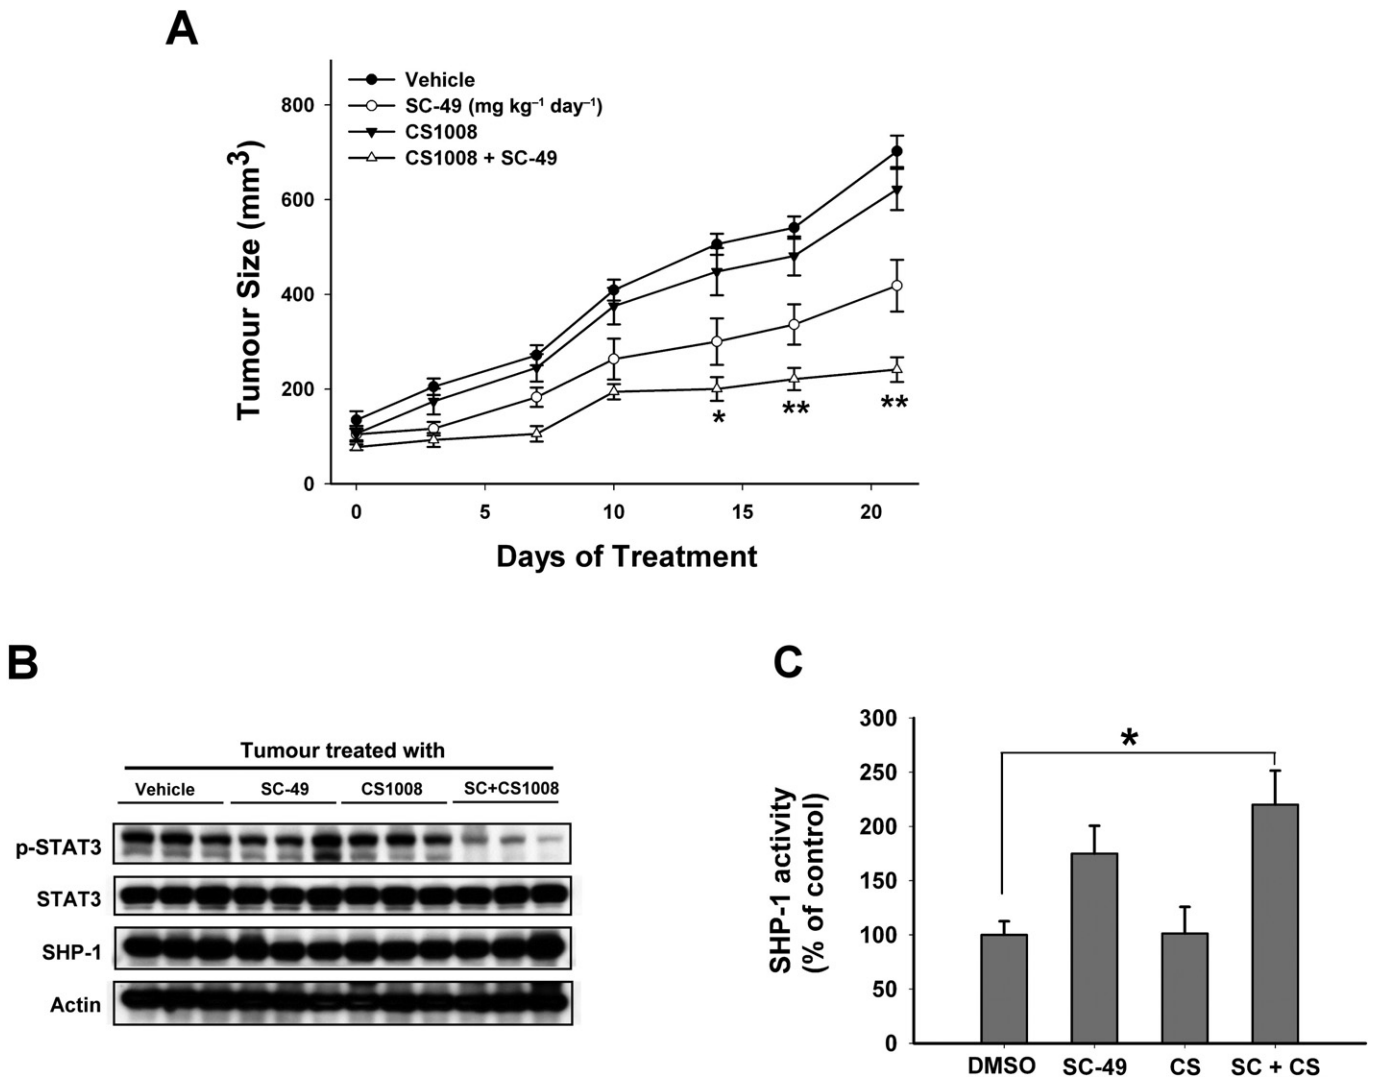 A
Vehicle
SC-49 (mg kg⁻¹ day⁻¹)
CS1008
CS1008 + SC-49
800
600
400
200
0
Tumour Size (mm³)
*
**
**
0 5 10 15 20
Days of Treatment
B
Tumour treated with
Vehicle SC-49 CS1008 SC+CS1008
p-STAT3
STAT3
SHP-1
Actin
C
SHP-1 activity
(% of control)
300
250
200
150
100
50
0
*
DMSO SC-49 CS SC + CS